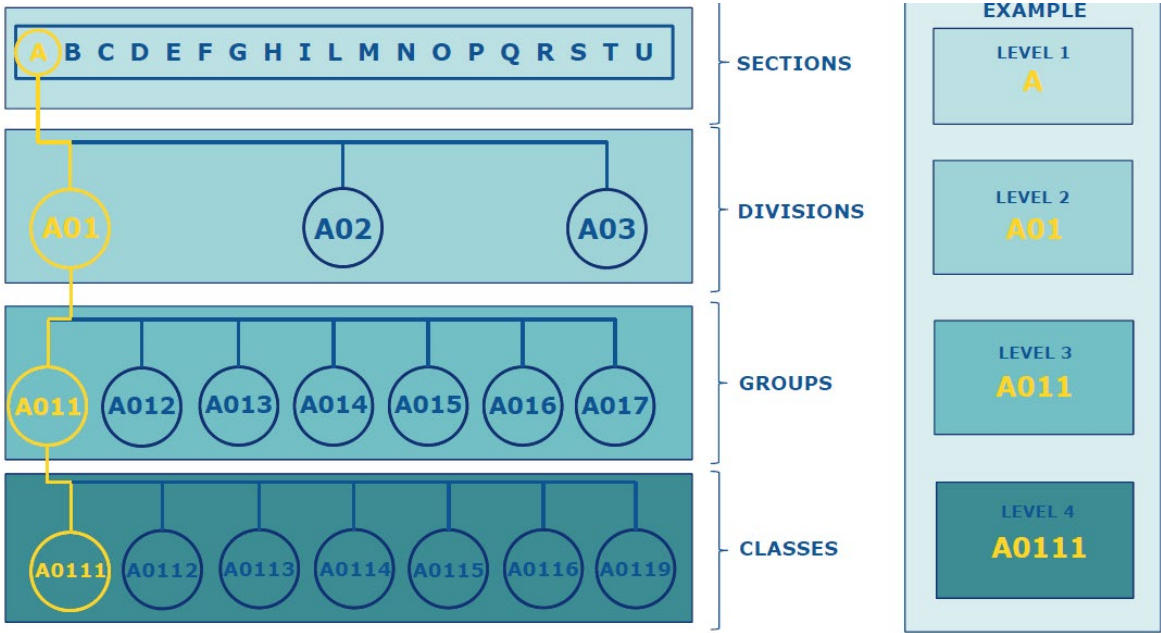 A B C D E F G H I L M N O P Q R S T U
SECTIONS
A01 A02 A03
DIVISIONS
A011 A012 A013 A014 A015 A016 A017
GROUPS
A0111 A0112 A0113 A0114 A0115 A0116 A0119
CLASSES
EXAMPLE
LEVEL 1
A
LEVEL 2
A01
LEVEL 3
A011
LEVEL 4
A0111